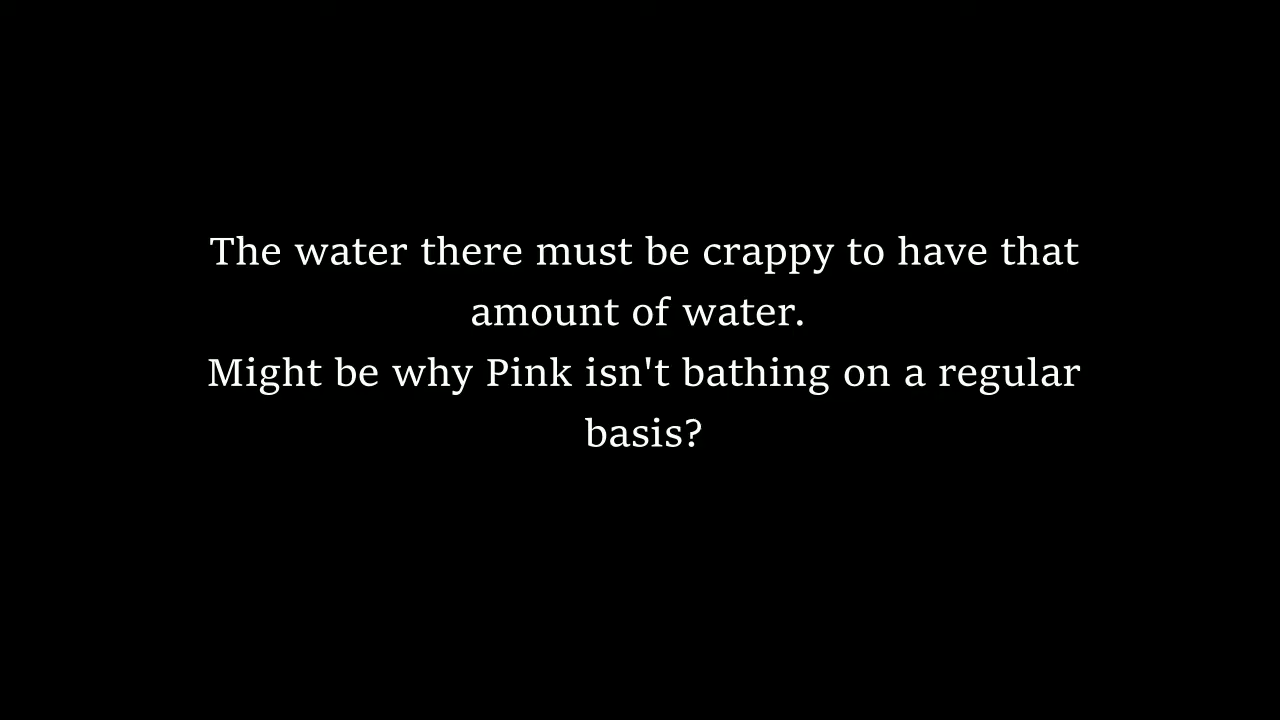 The water there must be crappy to have that
amount of water.
Might be why Pink isn't bathing on a regular
basis?